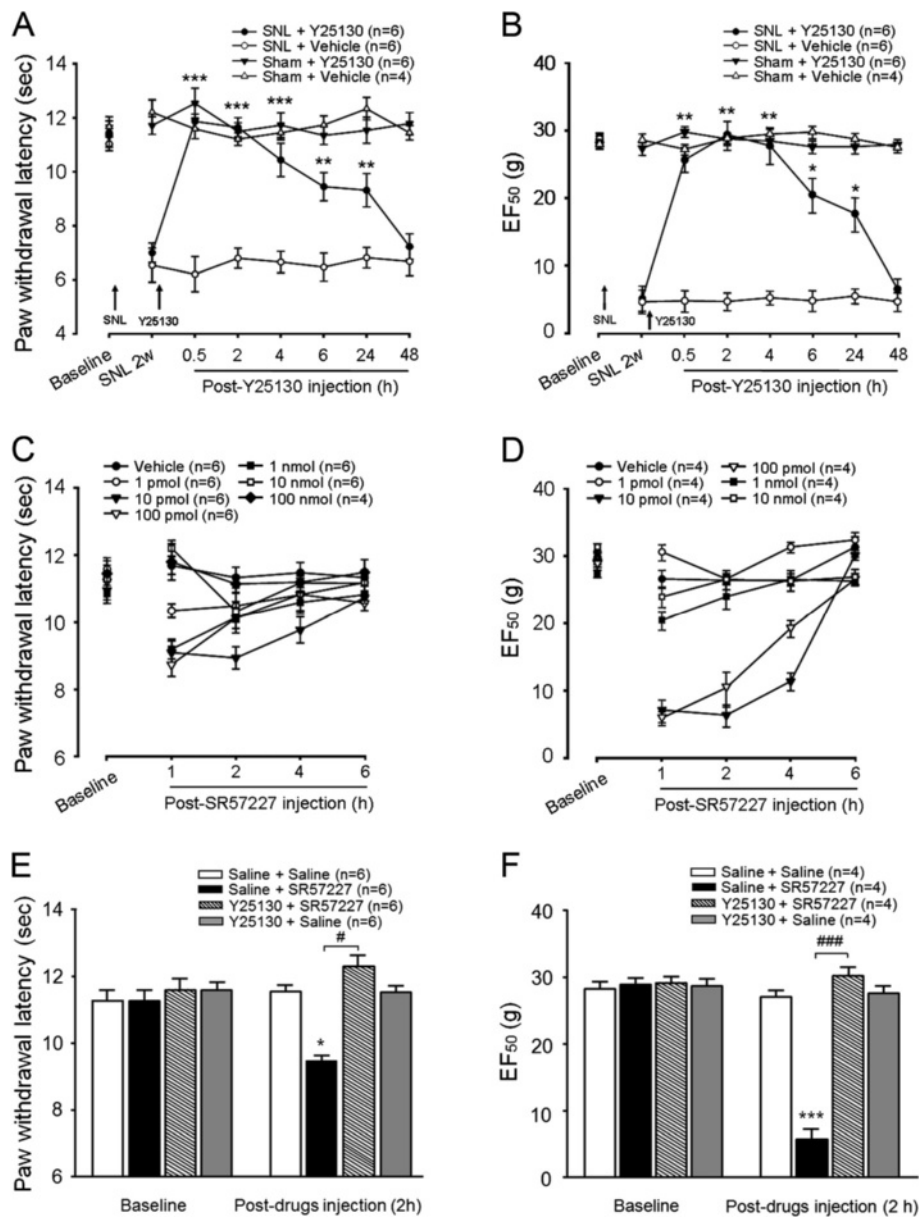 A
SNL + Y25130 (n=6)
SNL + Vehicle (n=6)
Sham + Y25130 (n=6)
Sham + Vehicle (n=4)
Paw withdrawal latency (sec)
14
12
10
8
6
4
***
***
***
**
**
SNL
Y25130
Baseline
SNL 2w
0.5
2
4
6
24
48
Post-Y25130 injection (h)
B
SNL + Y25130 (n=6)
SNL + Vehicle (n=6)
Sham + Y25130 (n=6)
Sham + Vehicle (n=4)
EF50 (g)
40
30
20
10
0
**
**
**
*
*
SNL
Y25130
Baseline
SNL 2w
0.5
2
4
6
24
48
Post-Y25130 injection (h)
C
Vehicle (n=6)
1 pmol (n=6)
10 pmol (n=6)
100 pmol (n=6)
1 nmol (n=6)
10 nmol (n=6)
100 nmol (n=4)
Paw withdrawal latency (sec)
14
12
10
8
6
Baseline
1
2
4
6
Post-SR57227 injection (h)
D
Vehicle (n=4)
1 pmol (n=4)
10 pmol (n=4)
100 pmol (n=4)
1 nmol (n=4)
10 nmol (n=4)
EF50 (g)
40
30
20
10
0
Baseline
1
2
4
6
Post-SR57227 injection (h)
E
Saline + Saline (n=6)
Saline + SR57227 (n=6)
Y25130 + SR57227 (n=6)
Y25130 + Saline (n=6)
Paw withdrawal latency (sec)
14
12
10
8
6
#
*
Baseline
Post-drugs injection (2h)
F
Saline + Saline (n=4)
Saline + SR57227 (n=4)
Y25130 + SR57227 (n=4)
Y25130 + Saline (n=4)
EF50 (g)
40
30
20
10
0
###
***
Baseline
Post-drugs injection (2 h)